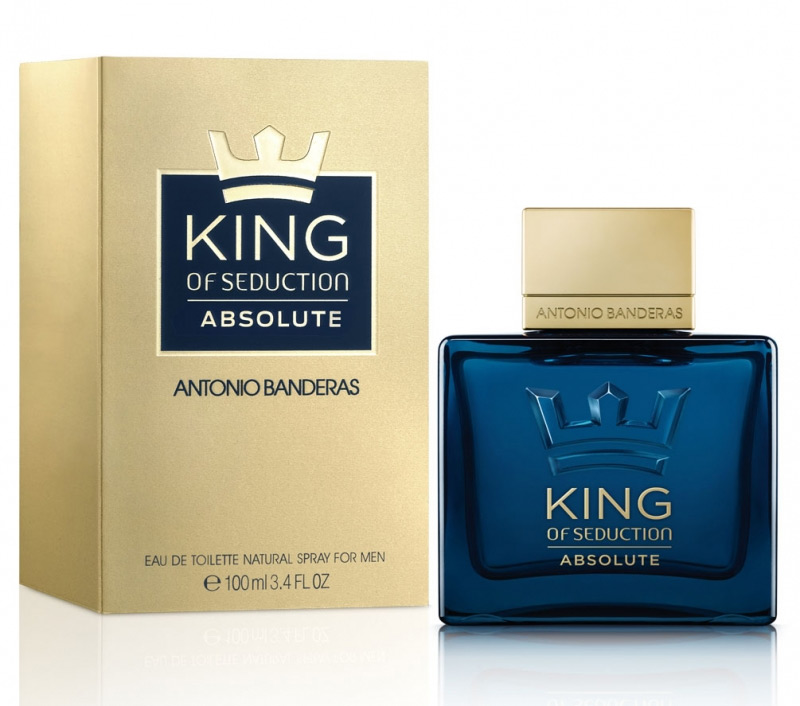 KING
OF SEDUCTION
ABSOLUTE
ANTONIO BANDERAS
EAU DE TOILETTE NATURAL SPRAY FOR MEN
℮ 100 ml 3.4 FL OZ
ANTONIO BANDERAS
KING
OF SEDUCTION
ABSOLUTE